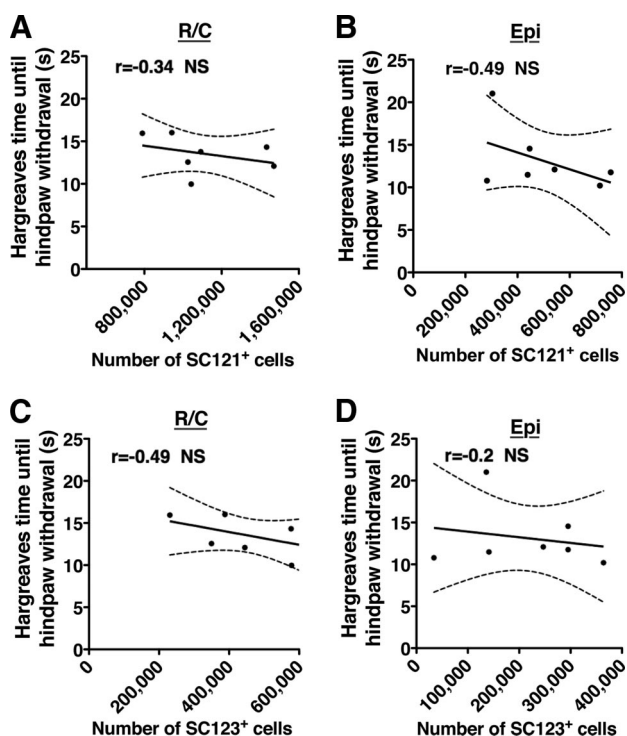 A
R/C
r=-0.34 NS
Hargreaves time until
hindpaw withdrawal (s)
25
20
15
10
5
0
800,000
1,200,000
1,600,000
Number of SC121+ cells
B
Epi
r=-0.49 NS
Hargreaves time until
hindpaw withdrawal (s)
25
20
15
10
5
0
0
200,000
400,000
600,000
800,000
Number of SC121+ cells
C
R/C
r=-0.49 NS
Hargreaves time until
hindpaw withdrawal (s)
25
20
15
10
5
0
0
200,000
400,000
600,000
Number of SC123+ cells
D
Epi
r=-0.2 NS
Hargreaves time until
hindpaw withdrawal (s)
25
20
15
10
5
0
0
100,000
200,000
300,000
400,000
Number of SC123+ cells